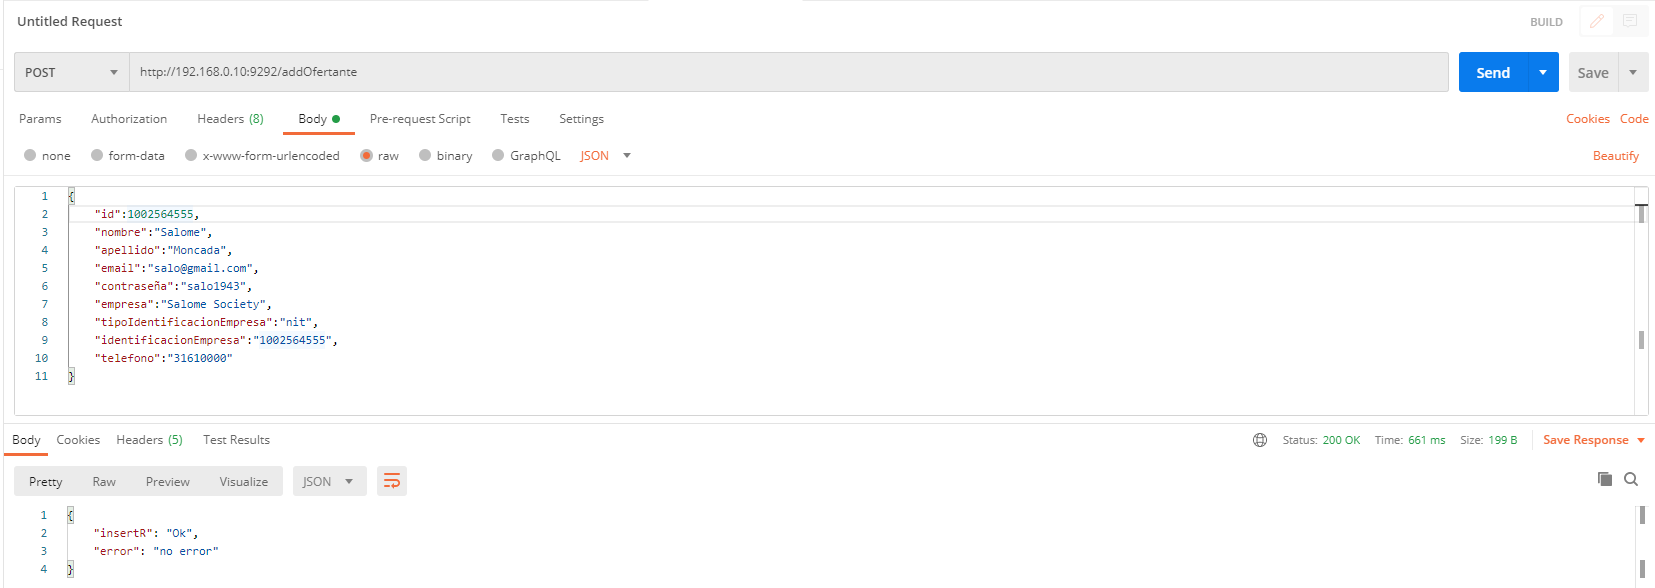 Untitled Request
BUILD
POST
http://192.168.0.10:9292/addOfertante
Send
Save
Params Authorization Headers (8) Body Pre-request Script Tests Settings Cookies Code
none form-data x-www-form-urlencoded raw binary GraphQL JSON Beautify
1 {
2 "id":1002564555,
3 "nombre":"Salome",
4 "apellido":"Moncada",
5 "email":"salo@gmail.com",
6 "contraseña":"salo1943",
7 "empresa":"Salome Society",
8 "tipoIdentificacionEmpresa":"nit",
9 "identificacionEmpresa":"1002564555",
10 "telefono":"31610000"
11 }
Body Cookies Headers (5) Test Results Status: 200 OK Time: 661 ms Size: 199 B Save Response
Pretty Raw Preview Visualize JSON
1 {
2 "insertR": "Ok",
3 "error": "no error"
4 }